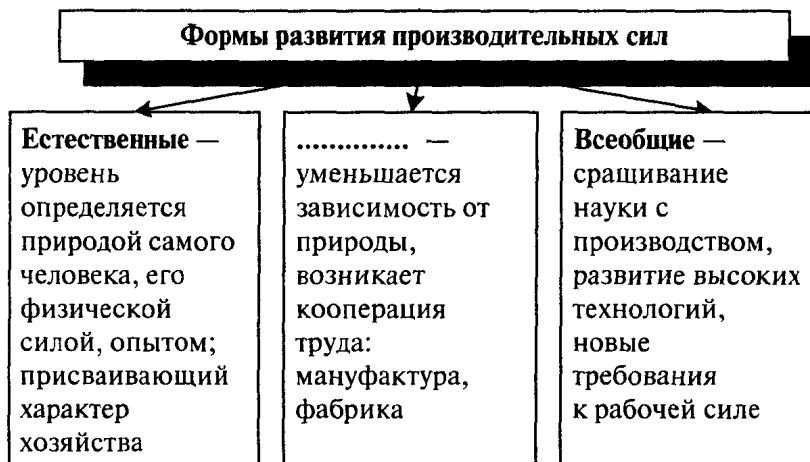 Формы развития производительных сил
Естественные —
уровень
определяется
природой самого
человека, его
физической
силой, опытом;
присваивающий
характер
хозяйства
.............. —
уменьшается
зависимость от
природы,
возникает
кооперация
труда:
мануфактура,
фабрика
Всеобщие —
сращивание
науки с
производством,
развитие высоких
технологий,
новые
требования
к рабочей силе